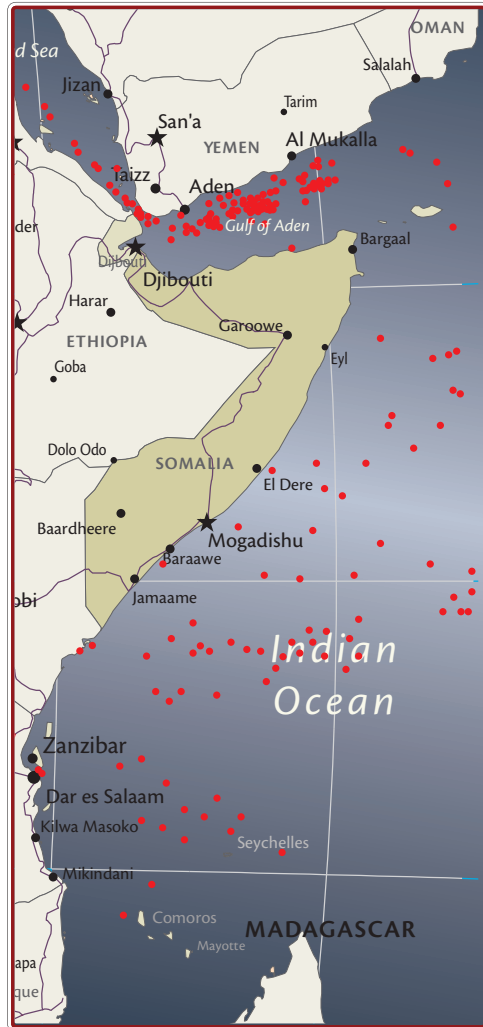 OMAN
d Sea
Salalah
Jizan
Tarim
San'a
YEMEN
Al Mukalla
Taizz
Aden
der
Gulf of Aden
Bargaal
Djibouti
Djibouti
Harar
Garoowe
ETHIOPIA
Eyl
Goba
Dolo Odo
SOMALIA
El Dere
Baardheere
Mogadishu
Baraawe
Jamaame
obi
Indian
Ocean
Zanzibar
Dar es Salaam
Kilwa Masoko
Seychelles
Mikindani
Comoros
MADAGASCAR
Mayotte
apa
que